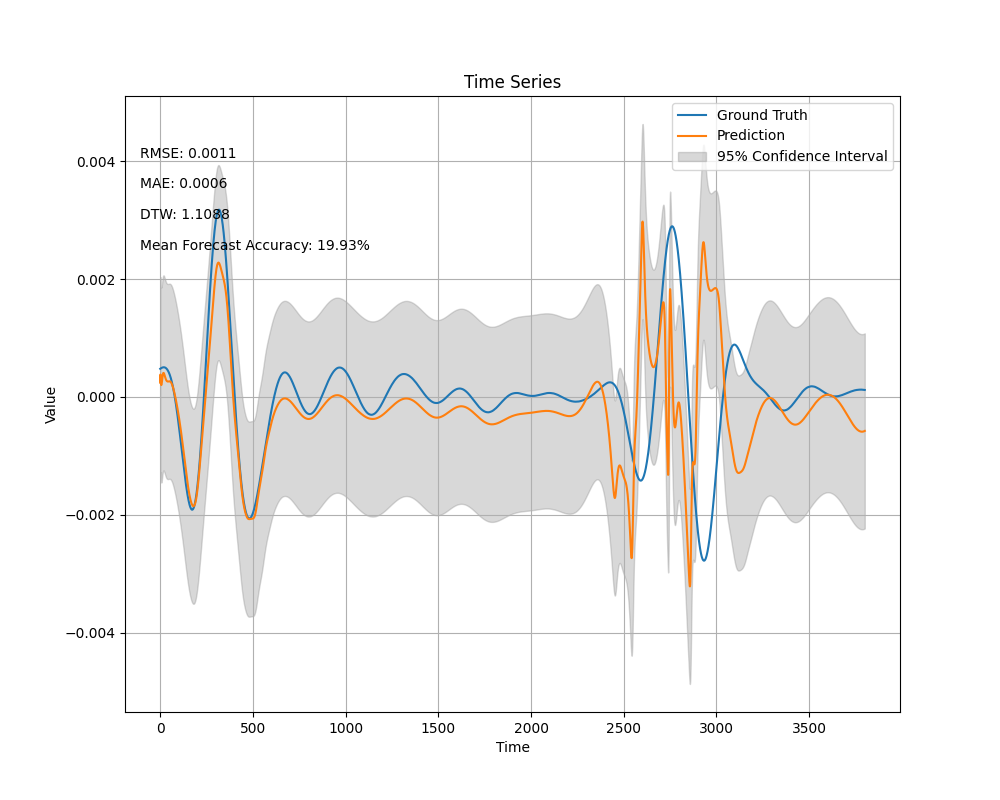 Time Series
Ground Truth
Prediction
95% Confidence Interval
RMSE: 0.0011
MAE: 0.0006
DTW: 1.1088
Mean Forecast Accuracy: 19.93%
0.004
0.002
0.000
−0.002
−0.004
Value
0 500 1000 1500 2000 2500 3000 3500
Time